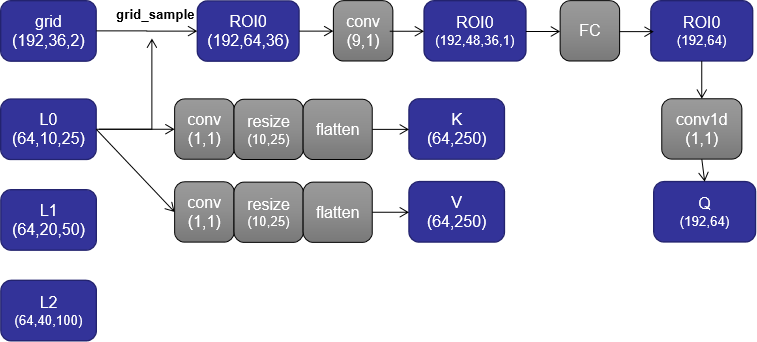 grid
(192,36,2)
grid_sample
ROI0
(192,64,36)
conv
(9,1)
ROI0
(192,48,36,1)
FC
ROI0
(192,64)
L0
(64,10,25)
conv
(1,1)
resize
(10,25)
flatten
K
(64,250)
conv1d
(1,1)
L1
(64,20,50)
conv
(1,1)
resize
(10,25)
flatten
V
(64,250)
Q
(192,64)
L2
(64,40,100)